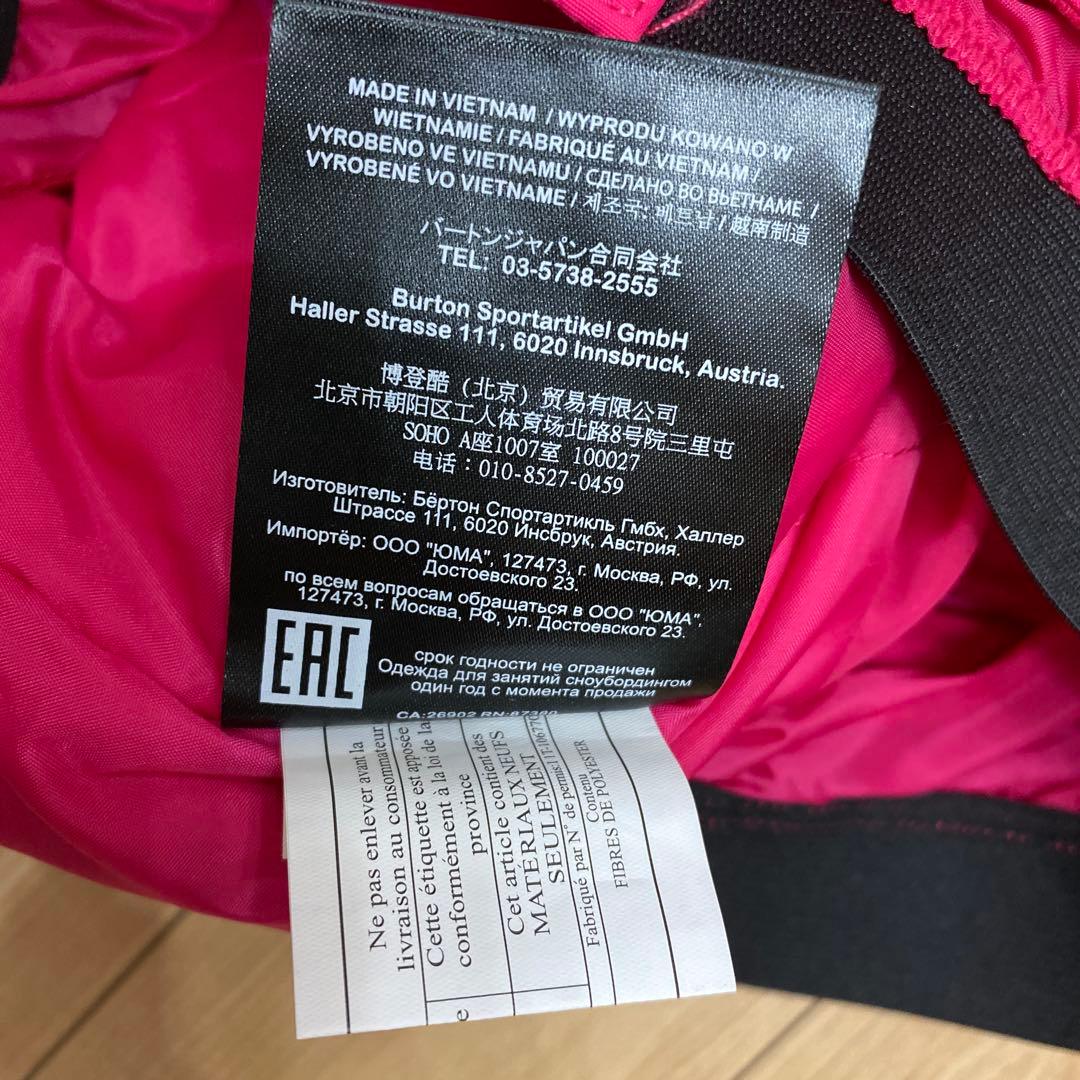 MADE IN VIETNAM / WYPRODU KOWANO W
WIETNAMIE / FABRIQUÉ AU VIETNAM /
VYROBENO VE VIETNAMU / СДЕЛАНО ВО ВЬЕТНАМЕ /
VYROBENÉ VO VIETNAME / 제조국: 베트남 / 越南制造
バートンジャパン合同会社
TEL: 03-5738-2555
Burton Sportartikel GmbH
Haller Strasse 111, 6020 Innsbruck, Austria.
博登酷（北京）贸易有限公司
北京市朝阳区工人体育场北路8号院三里屯
SOHO A座1007室 100027
电话：010-8527-0459
Изготовитель: Бёртон Спортартикль Гмбх, Халлер
Штрассе 111, 6020 Инсбрук, Австрия.
Импортёр: ООО "ЮМА", 127473, г. Москва, РФ, ул.
Достоевского 23.
по всем вопросам обращаться в ООО "ЮМА",
127473, г. Москва, РФ, ул. Достоевского 23.
EAC
срок годности не ограничен
Одежда для занятий сноубордингом
один год с момента продажи
CA:26902 RN:87380
Ne pas enlever avant la
livraison au consommateur
Cette étiquette est apposée
conformément à la loi de la
province
Cet article contient des
MATÉRIAUX NEUFS
SEULEMENT
Fabriqué par N° de permis:
Contenu
FIBRES DE POLYESTER